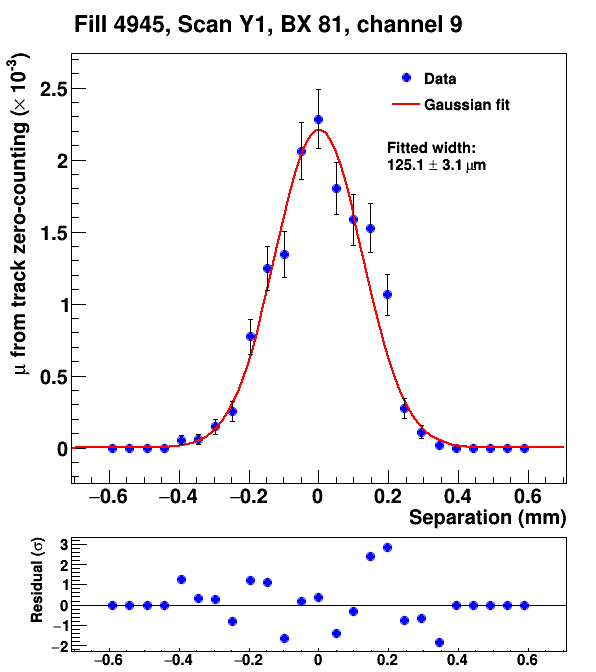 Fill 4945, Scan Y1, BX 81, channel 9
μ from track zero-counting (× 10⁻³)
2.5
2
1.5
1
0.5
0
Data
Gaussian fit
Fitted width:
125.1 ± 3.1 μm
−0.6 −0.4 −0.2 0 0.2 0.4 0.6
Separation (mm)
Residual (σ)
3
2
1
0
−1
−2
−0.6 −0.4 −0.2 0 0.2 0.4 0.6